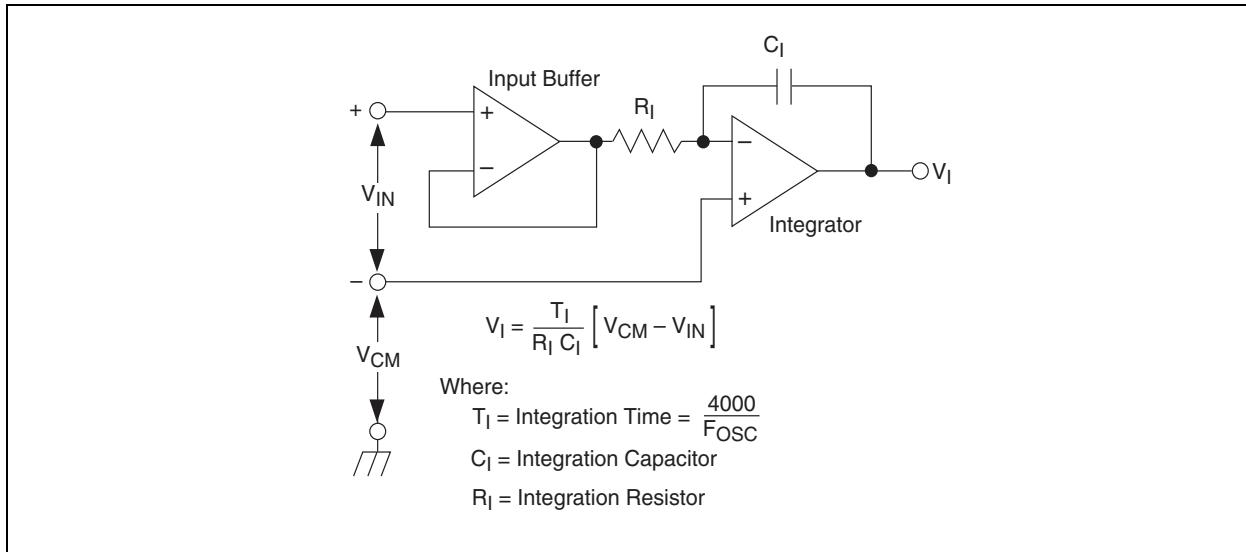 C_I
Input Buffer
R_I
+
+
–
–
+
V_IN
V_I
Integrator
–
V_I = T_I / (R_I C_I) [ V_CM – V_IN ]
V_CM
Where:
T_I = Integration Time = 4000 / F_OSC
C_I = Integration Capacitor
R_I = Integration Resistor